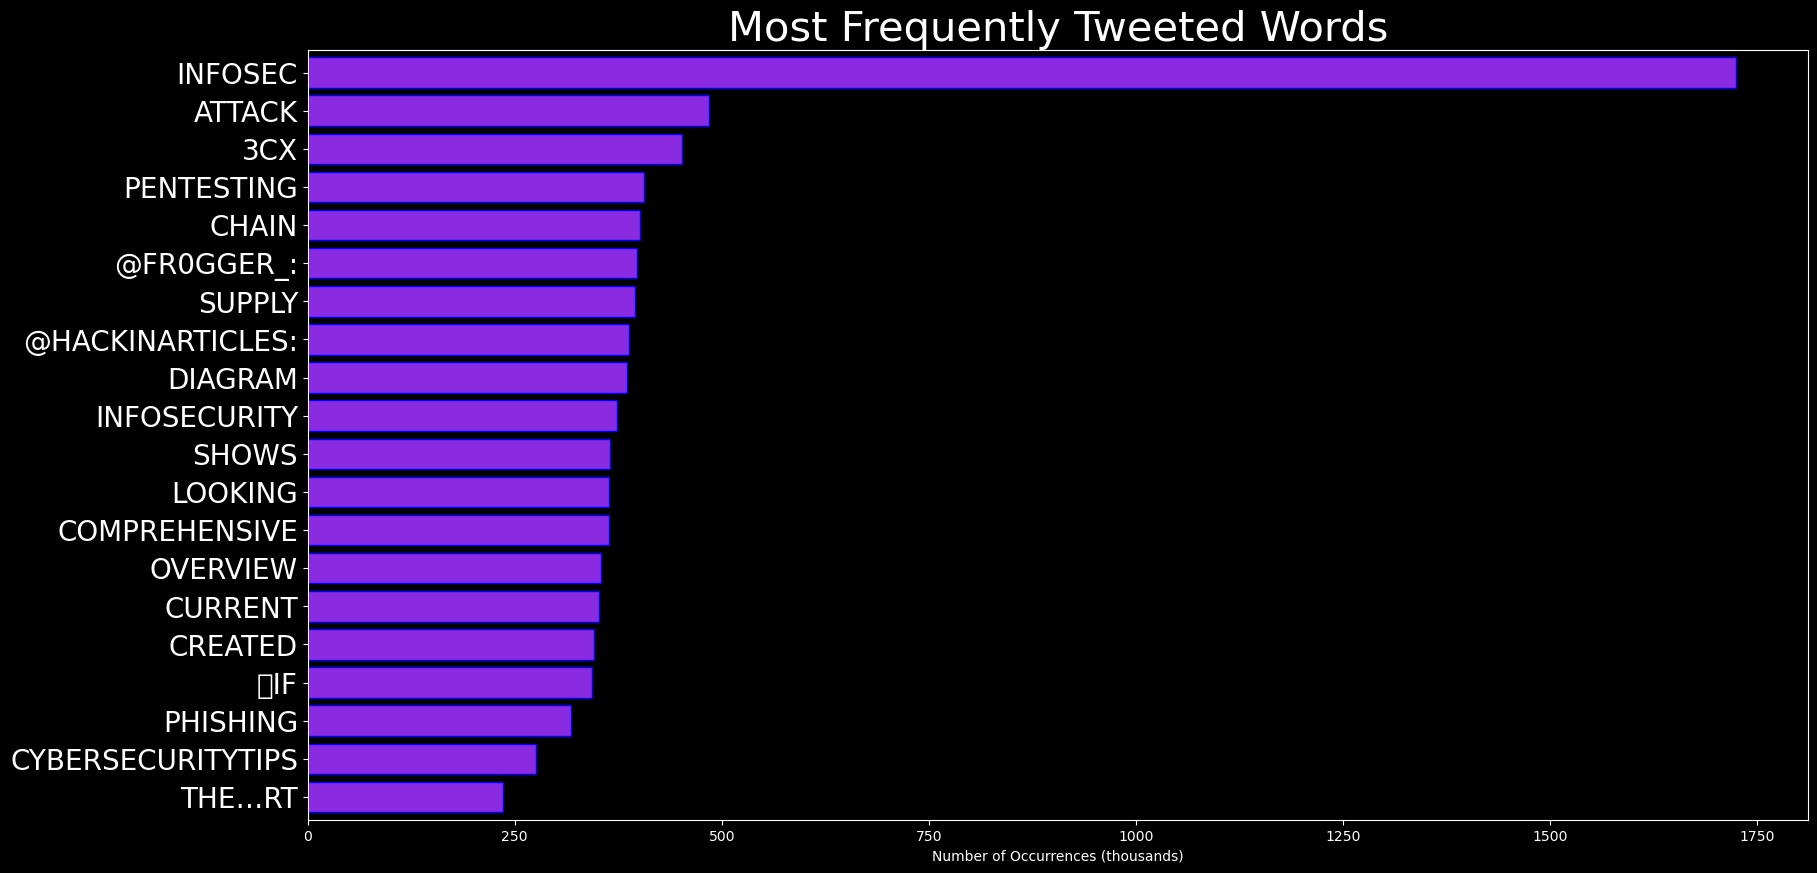 Most Frequently Tweeted Words
INFOSEC
ATTACK
3CX
PENTESTING
CHAIN
@FR0GGER_:
SUPPLY
@HACKINARTICLES:
DIAGRAM
INFOSECURITY
SHOWS
LOOKING
COMPREHENSIVE
OVERVIEW
CURRENT
CREATED
▯IF
PHISHING
CYBERSECURITYTIPS
THE…RT
0 250 500 750 1000 1250 1500 1750
Number of Occurrences (thousands)